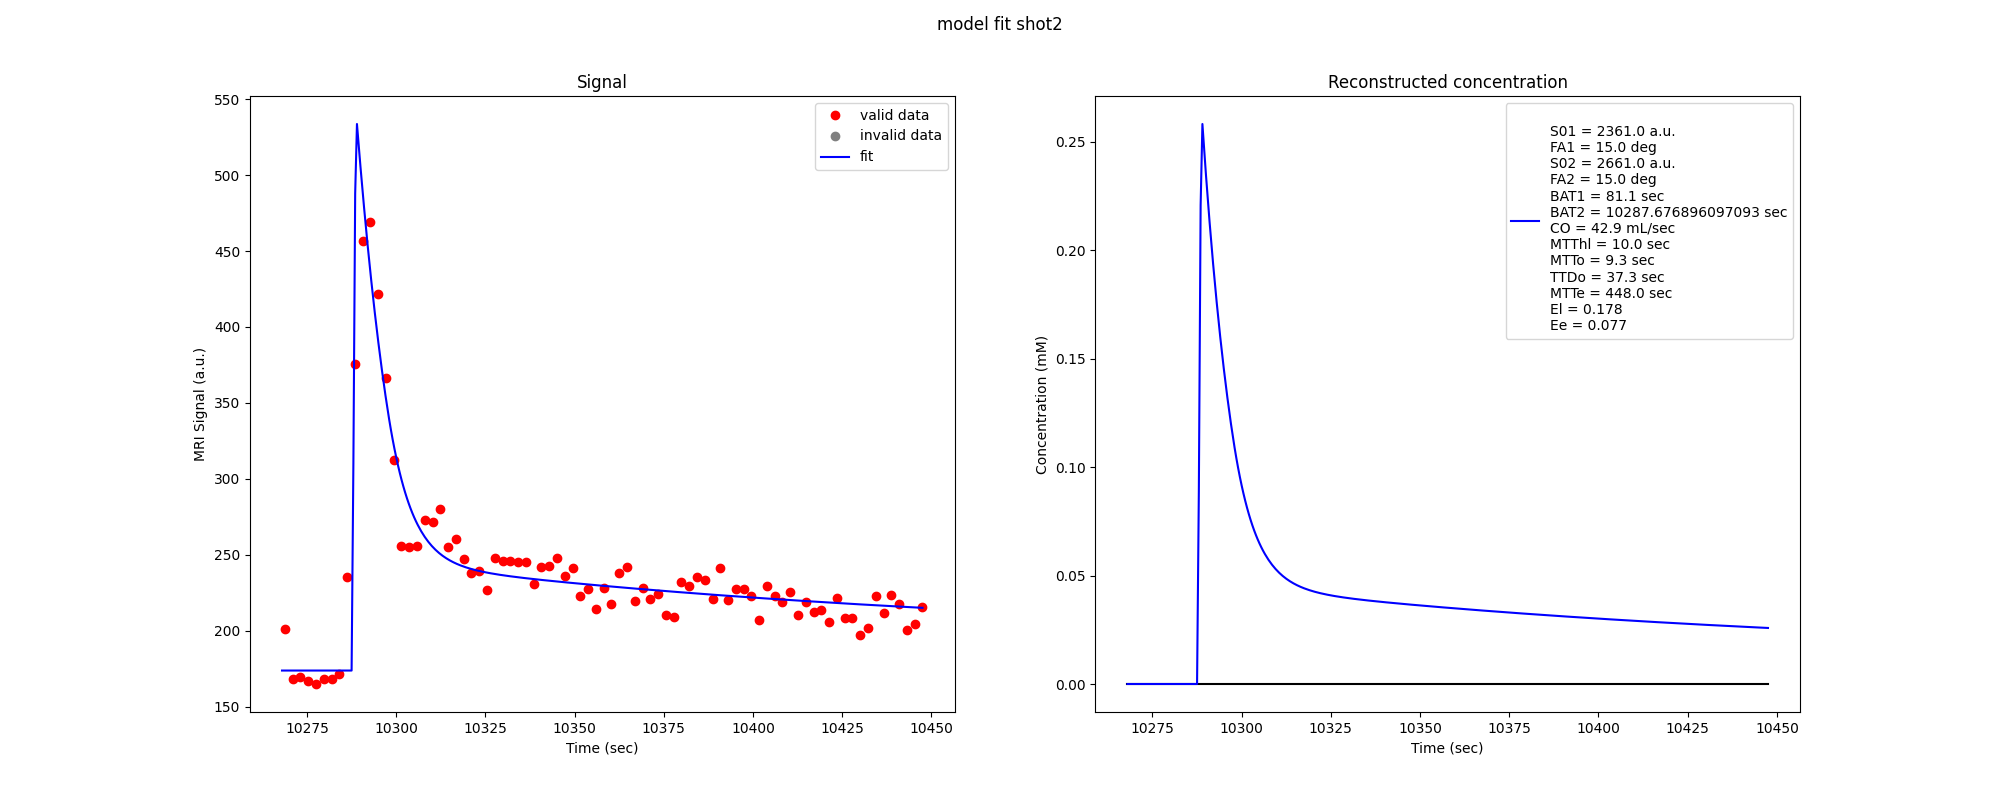 model fit shot2
Signal
550
500
450
400
350
300
250
200
150
MRI Signal (a.u.)
10275 10300 10325 10350 10375 10400 10425 10450
Time (sec)
valid data
invalid data
fit
Reconstructed concentration
0.25
0.20
0.15
0.10
0.05
0.00
Concentration (mM)
10275 10300 10325 10350 10375 10400 10425 10450
Time (sec)
S01 = 2361.0 a.u.
FA1 = 15.0 deg
S02 = 2661.0 a.u.
FA2 = 15.0 deg
BAT1 = 81.1 sec
BAT2 = 10287.676896097093 sec
CO = 42.9 mL/sec
MTThl = 10.0 sec
MTTo = 9.3 sec
TTDo = 37.3 sec
MTTe = 448.0 sec
El = 0.178
Ee = 0.077